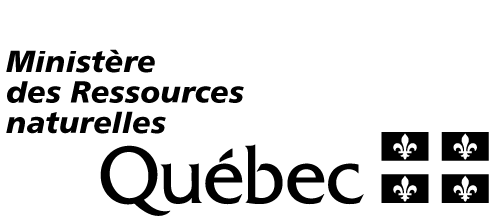 Ministère
des Ressources
naturelles
Québec